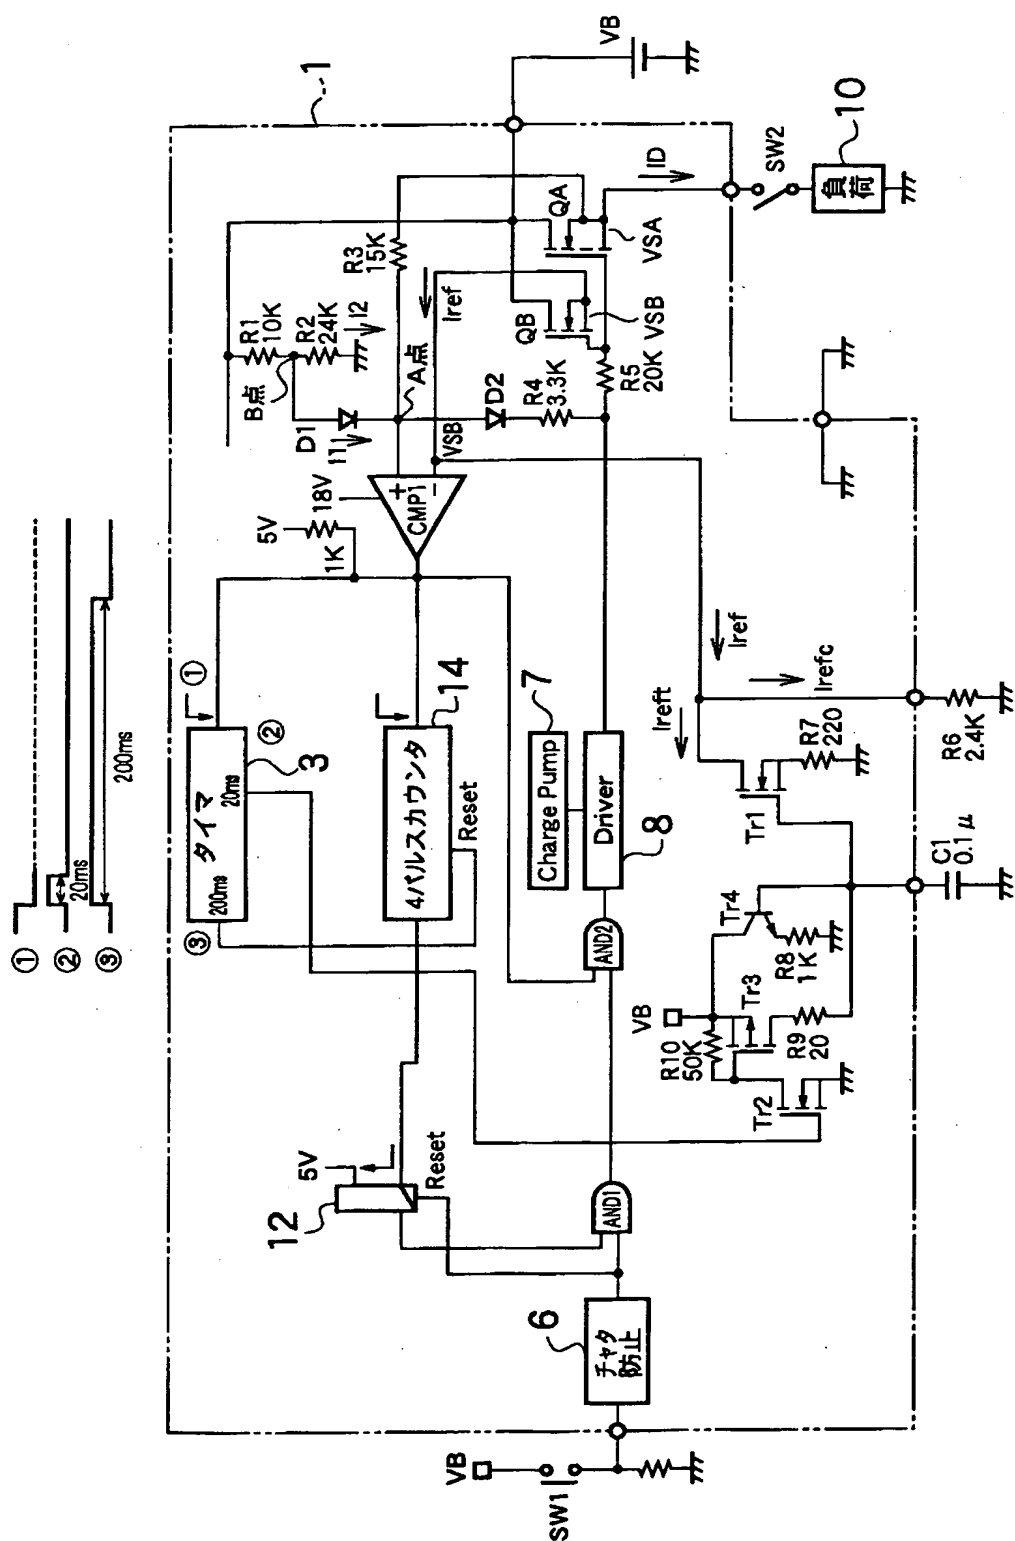 ①
②
20ms
③
200ms
1
VB
R1
10K
R2
24K
I2
B点
D1
I1
R3
15K
A点
Iref
VSB
D2
R4
3.3K
R5
20K
QA
QB
VSA
VSB
ID
SW2
負荷
10
5V
1K
18V
CMP1
+
−
①
②
③
タイマ
20ms
200ms
3
4パルスカウンタ
14
Reset
Charge Pump
7
Driver
8
AND2
AND1
Iref
Irefc
Ireft
R6
2.4K
R7
220
Tr1
C1
0.1μ
Tr4
R8
1K
Tr3
VB
R10
50K
R9
20
Tr2
5V
12
Reset
チャタ
防止
6
VB
SW1